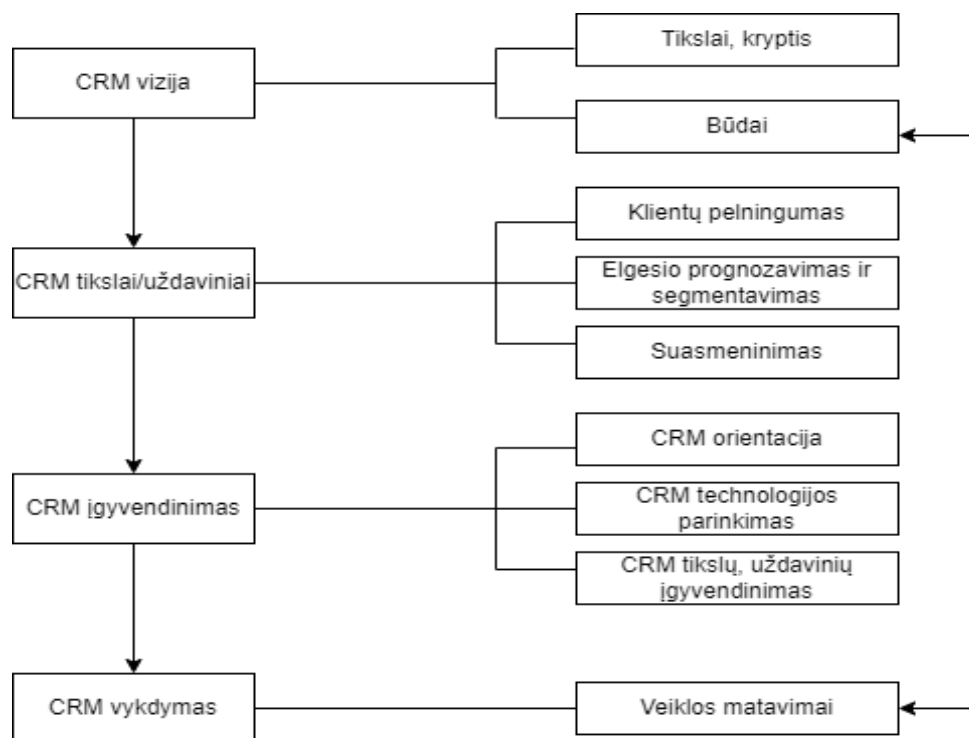 Tikslai, kryptis
CRM vizija
Būdai
Klientų pelningumas
CRM tikslai/uždaviniai
Elgesio prognozavimas ir
segmentavimas
Suasmeninimas
CRM orientacija
CRM įgyvendinimas
CRM technologijos
parinkimas
CRM tikslų, uždavinių
įgyvendinimas
CRM vykdymas
Veiklos matavimai